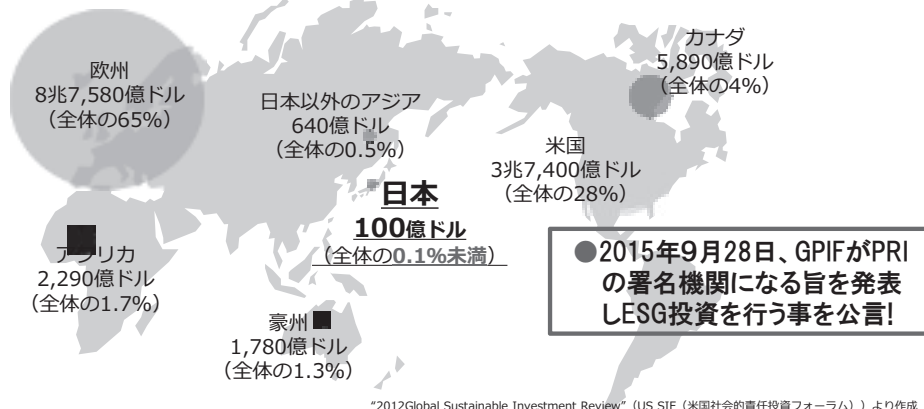 欧州
8兆7,580億ドル
（全体の65%）
日本以外のアジア
640億ドル
（全体の0.5%）
カナダ
5,890億ドル
（全体の4%）
米国
3兆7,400億ドル
（全体の28%）
日本
100億ドル
（全体の0.1%未満）
アフリカ
2,290億ドル
（全体の1.7%）
豪州
1,780億ドル
（全体の1.3%）
●2015年9月28日、GPIFがPRI
の署名機関になる旨を発表
しESG投資を行う事を公言!
“2012Global Sustainable Investment Review”（US SIF（米国社会的責任投資フォーラム））より作成